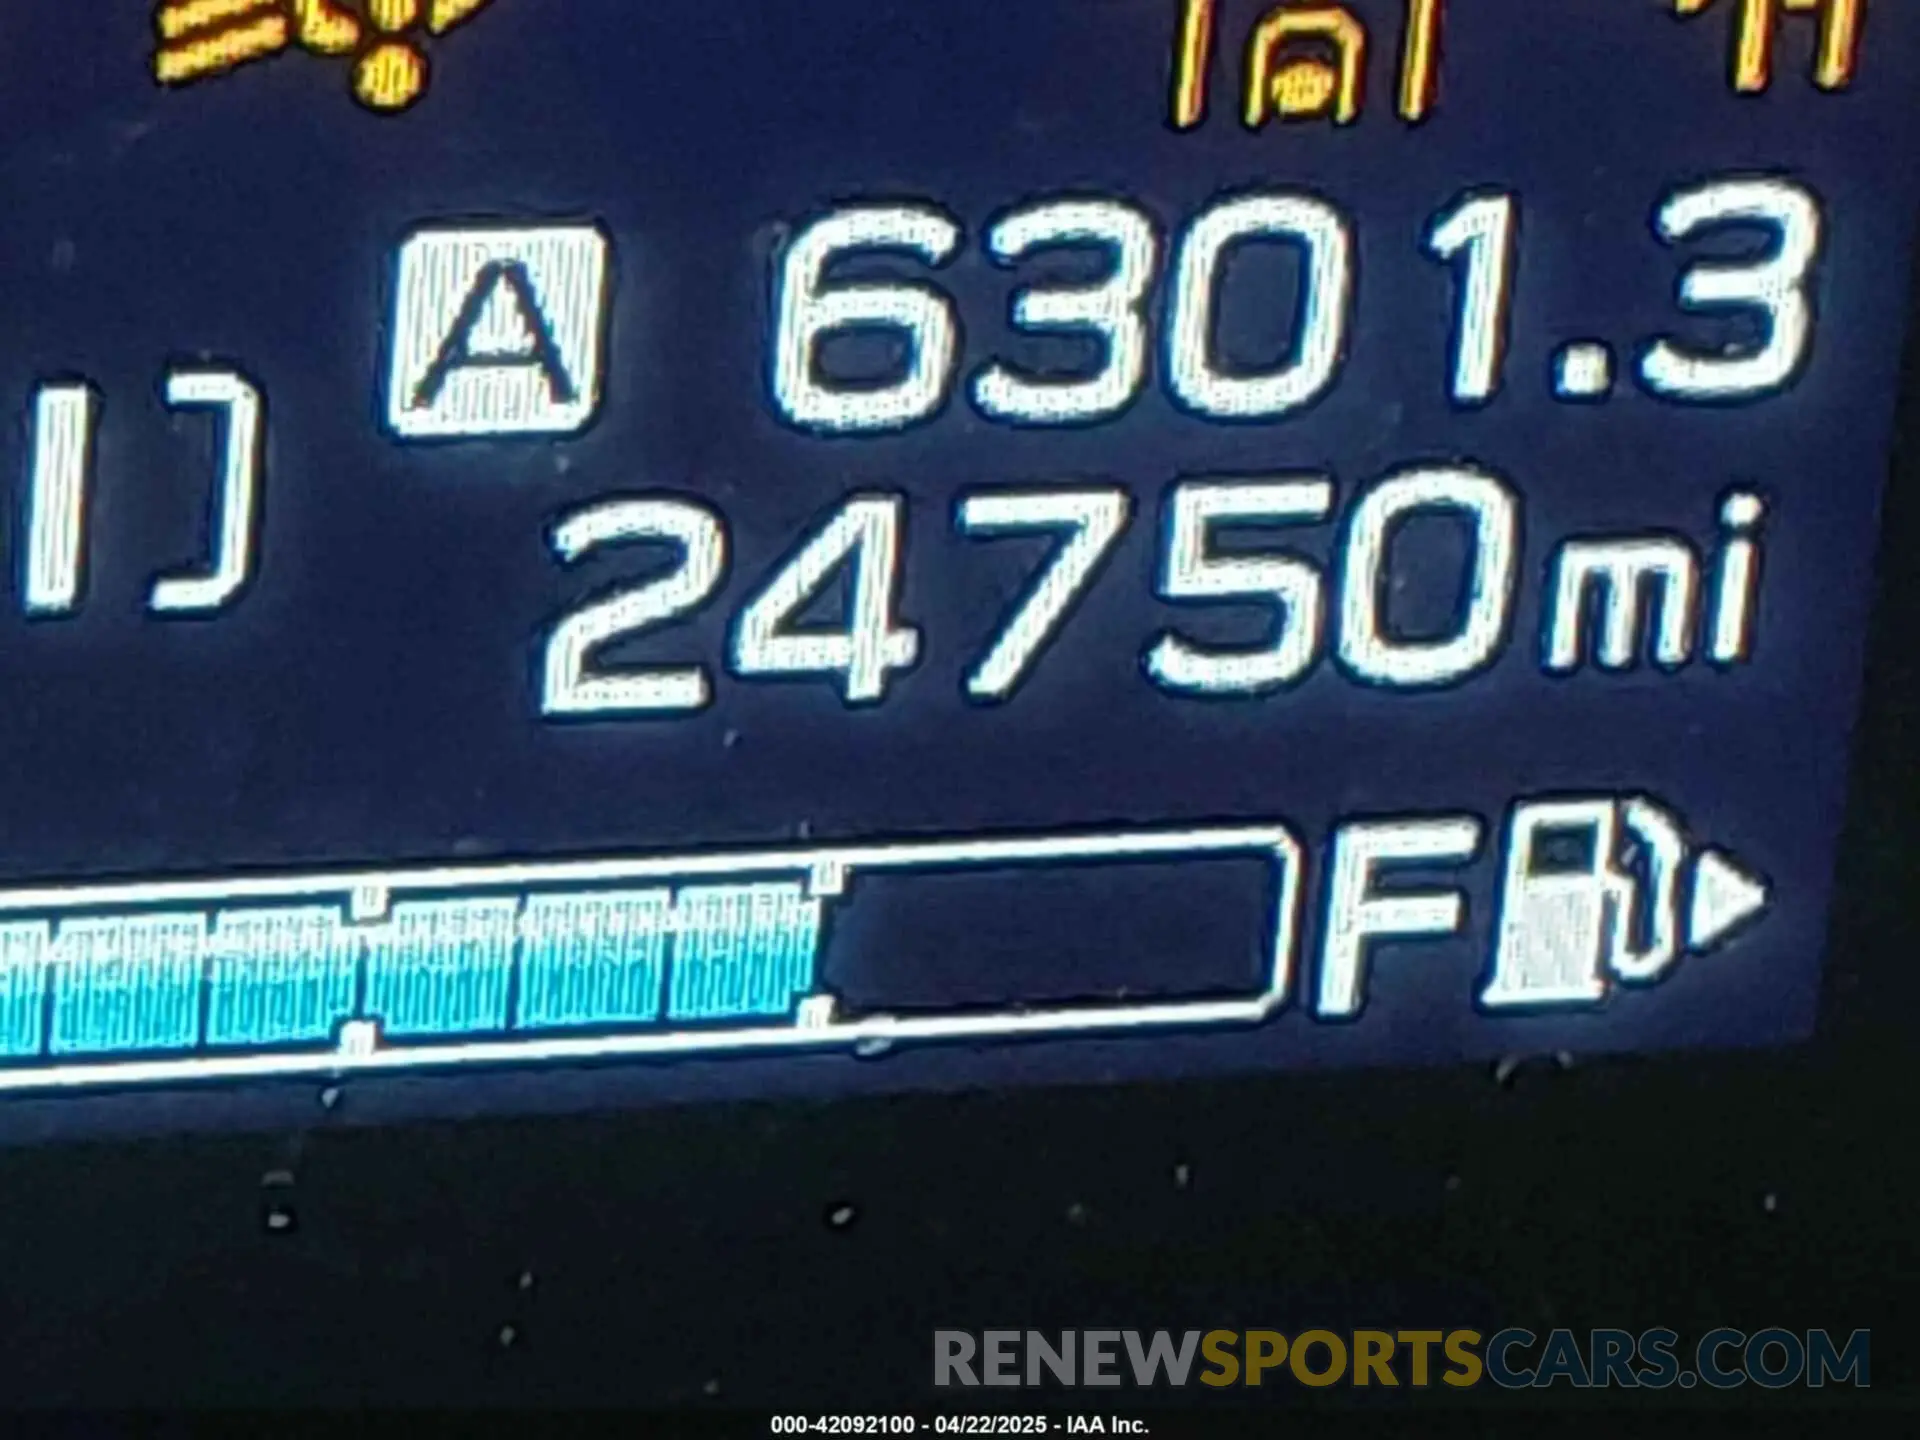 A 6301.3
24750mi
F
RENEWSPORTSCARS.COM
000-42092100 - 04/22/2025 - IAA Inc.